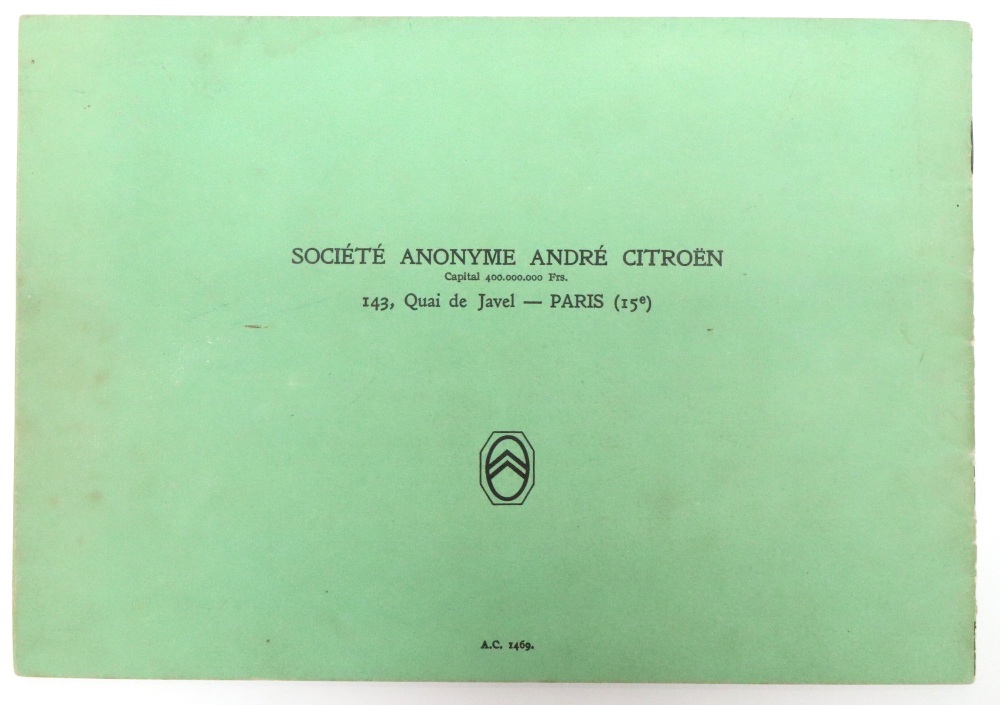 SOCIÉTÉ ANONYME ANDRÉ CITROËN
Capital 400.000.000 Frs.
143, Quai de Javel — PARIS (15ᵉ)
A.C. 1469.